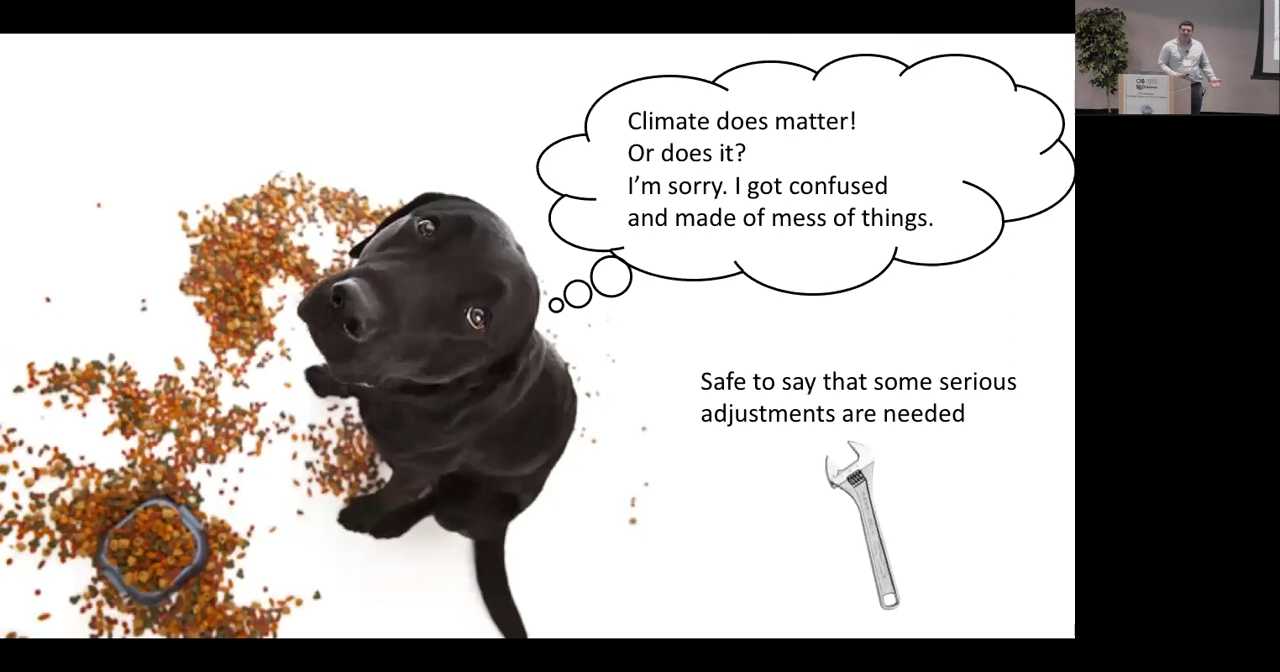 Climate does matter!
Or does it?
I’m sorry. I got confused
and made of mess of things.
Safe to say that some serious
adjustments are needed